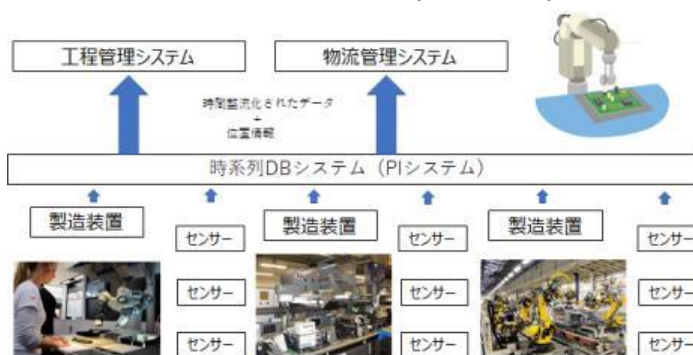 工程管理システム
物流管理システム
時間整流化されたデータ
+
位置情報
時系列DBシステム（PIシステム）
製造装置
センサー
製造装置
センサー
製造装置
センサー
センサー
センサー
センサー
センサー
センサー
センサー